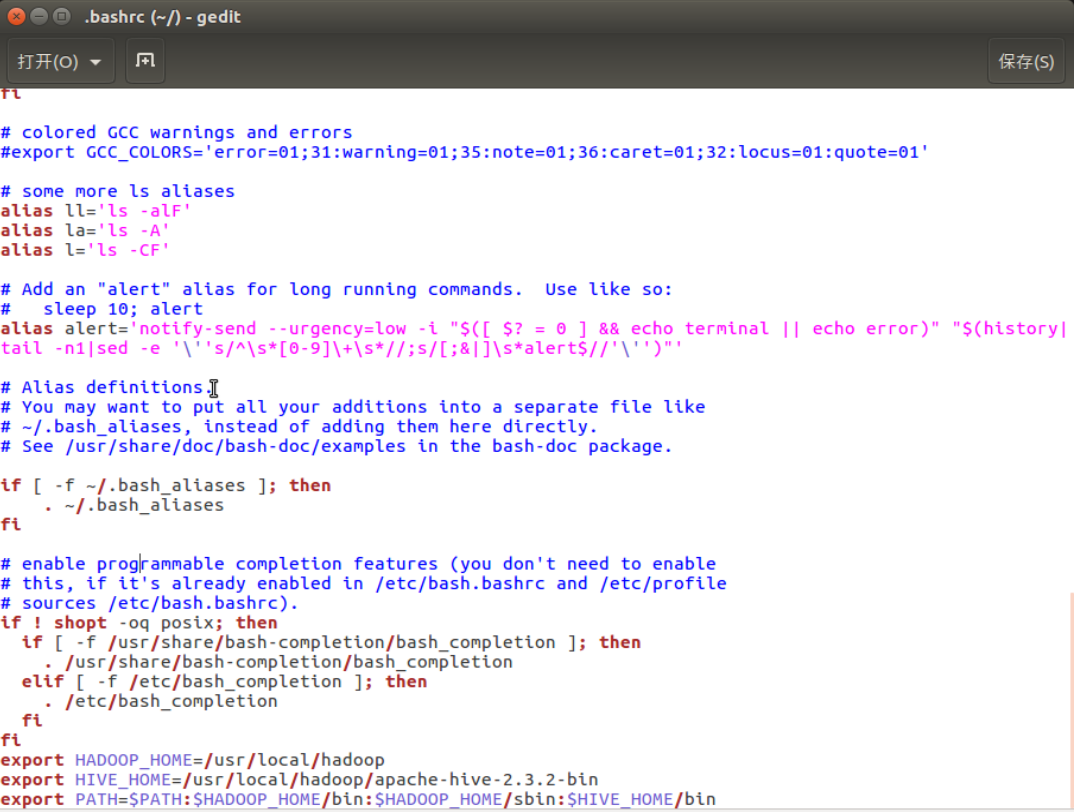 .bashrc (~/) - gedit
打开(O)
保存(S)
fi
# colored GCC warnings and errors
#export GCC_COLORS='error=01;31:warning=01;35:note=01;36:caret=01;32:locus=01:quote=01'
# some more ls aliases
alias ll='ls -alF'
alias la='ls -A'
alias l='ls -CF'
# Add an "alert" alias for long running commands.  Use like so:
#   sleep 10; alert
alias alert='notify-send --urgency=low -i "$([ $? = 0 ] && echo terminal || echo error)" "$(history|
tail -n1|sed -e '\''s/^\s*[0-9]\+\s*//;s/[;&|]\s*alert$//'\'')"'
# Alias definitions.
# You may want to put all your additions into a separate file like
# ~/.bash_aliases, instead of adding them here directly.
# See /usr/share/doc/bash-doc/examples in the bash-doc package.
if [ -f ~/.bash_aliases ]; then
    . ~/.bash_aliases
fi
# enable programmable completion features (you don't need to enable
# this, if it's already enabled in /etc/bash.bashrc and /etc/profile
# sources /etc/bash.bashrc).
if ! shopt -oq posix; then
  if [ -f /usr/share/bash-completion/bash_completion ]; then
    . /usr/share/bash-completion/bash_completion
  elif [ -f /etc/bash_completion ]; then
    . /etc/bash_completion
  fi
fi
export HADOOP_HOME=/usr/local/hadoop
export HIVE_HOME=/usr/local/hadoop/apache-hive-2.3.2-bin
export PATH=$PATH:$HADOOP_HOME/bin:$HADOOP_HOME/sbin:$HIVE_HOME/bin